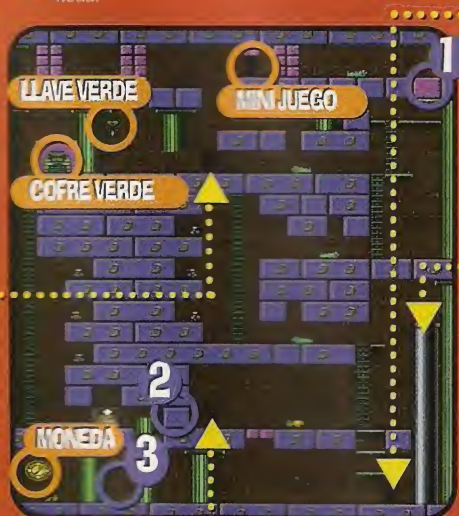 1
LLAVE VERDE
MINI JUEGO
COFRE VERDE
2
MONEDA
3